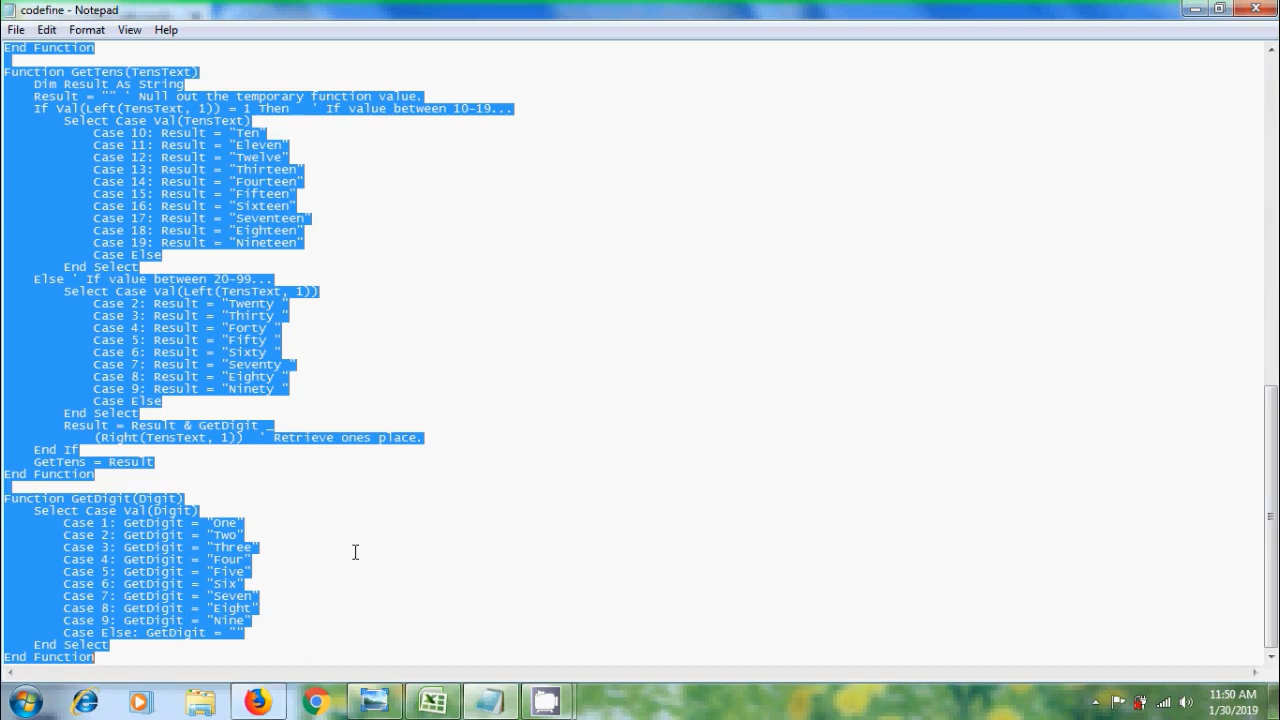 codefine - Notepad
File Edit Format View Help
End Function
Function GetTens(TensText)
    Dim Result As String
    Result = "" ' Null out the temporary function value.
    If Val(Left(TensText, 1)) = 1 Then   ' If value between 10-19...
        Select Case Val(TensText)
            Case 10: Result = "Ten"
            Case 11: Result = "Eleven"
            Case 12: Result = "Twelve"
            Case 13: Result = "Thirteen"
            Case 14: Result = "Fourteen"
            Case 15: Result = "Fifteen"
            Case 16: Result = "Sixteen"
            Case 17: Result = "Seventeen"
            Case 18: Result = "Eighteen"
            Case 19: Result = "Nineteen"
            Case Else
        End Select
    Else ' If value between 20-99...
        Select Case Val(Left(TensText, 1))
            Case 2: Result = "Twenty "
            Case 3: Result = "Thirty "
            Case 4: Result = "Forty "
            Case 5: Result = "Fifty "
            Case 6: Result = "Sixty "
            Case 7: Result = "Seventy "
            Case 8: Result = "Eighty "
            Case 9: Result = "Ninety "
            Case Else
        End Select
        Result = Result & GetDigit _
            (Right(TensText, 1))  ' Retrieve ones place.
    End If
    GetTens = Result
End Function
Function GetDigit(Digit)
    Select Case Val(Digit)
        Case 1: GetDigit = "One"
        Case 2: GetDigit = "Two"
        Case 3: GetDigit = "Three"
        Case 4: GetDigit = "Four"
        Case 5: GetDigit = "Five"
        Case 6: GetDigit = "Six"
        Case 7: GetDigit = "Seven"
        Case 8: GetDigit = "Eight"
        Case 9: GetDigit = "Nine"
        Case Else: GetDigit = ""
    End Select
End Function
11:50 AM
1/30/2019